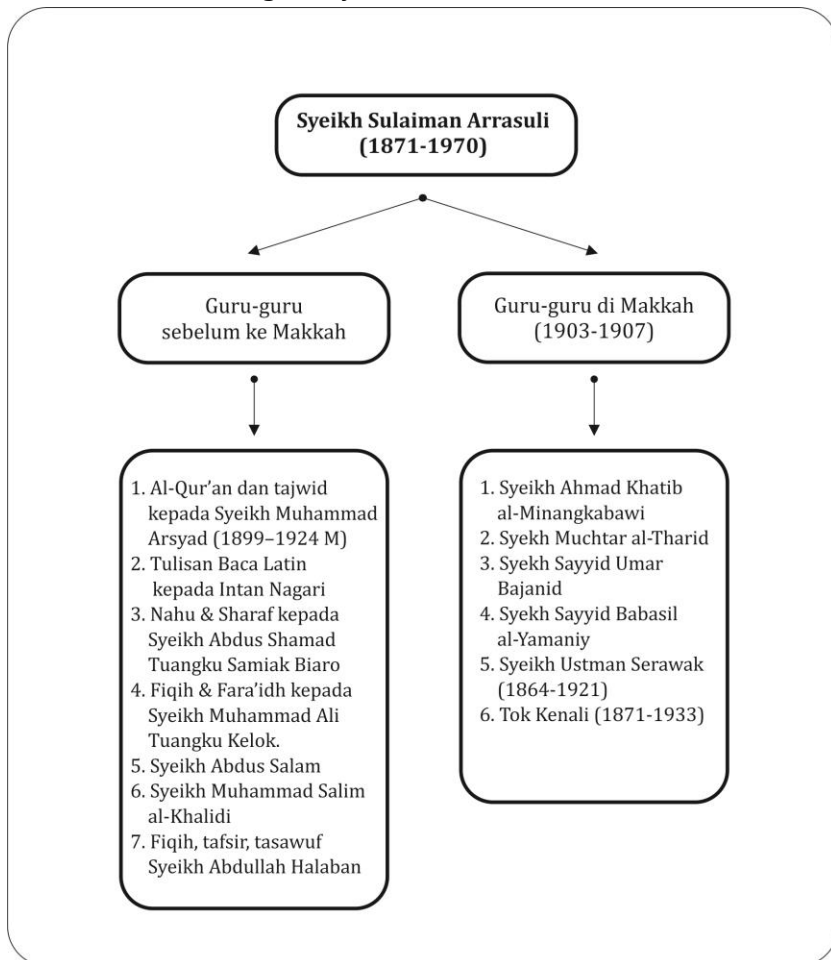 Syeikh Sulaiman Arrasuli
(1871-1970)
Guru-guru
sebelum ke Makkah
Guru-guru di Makkah
(1903-1907)
1. Al-Qur'an dan tajwid
kepada Syeikh Muhammad
Arsyad (1899–1924 M)
2. Tulisan Baca Latin
kepada Intan Nagari
3. Nahu & Sharaf kepada
Syeikh Abdus Shamad
Tuangku Samiak Biaro
4. Fiqih & Fara'idh kepada
Syeikh Muhammad Ali
Tuangku Kelok.
5. Syeikh Abdus Salam
6. Syeikh Muhammad Salim
al-Khalidi
7. Fiqih, tafsir, tasawuf
Syeikh Abdullah Halaban
1. Syeikh Ahmad Khatib
al-Minangkabawi
2. Syekh Muchtar al-Tharid
3. Syekh Sayyid Umar
Bajanid
4. Syekh Sayyid Babasil
al-Yamaniy
5. Syeikh Ustman Serawak
(1864-1921)
6. Tok Kenali (1871-1933)